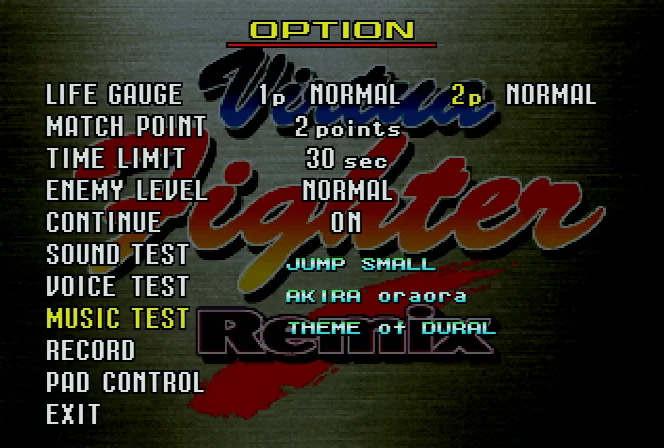 OPTION
LIFE GAUGE 1p NORMAL 2p NORMAL
MATCH POINT 2 points
TIME LIMIT 30 sec
ENEMY LEVEL NORMAL
CONTINUE ON
SOUND TEST JUMP SMALL
VOICE TEST AKIRA oraora
MUSIC TEST THEME of DURAL
RECORD
PAD CONTROL
EXIT
Virtua
Fighter
Remix